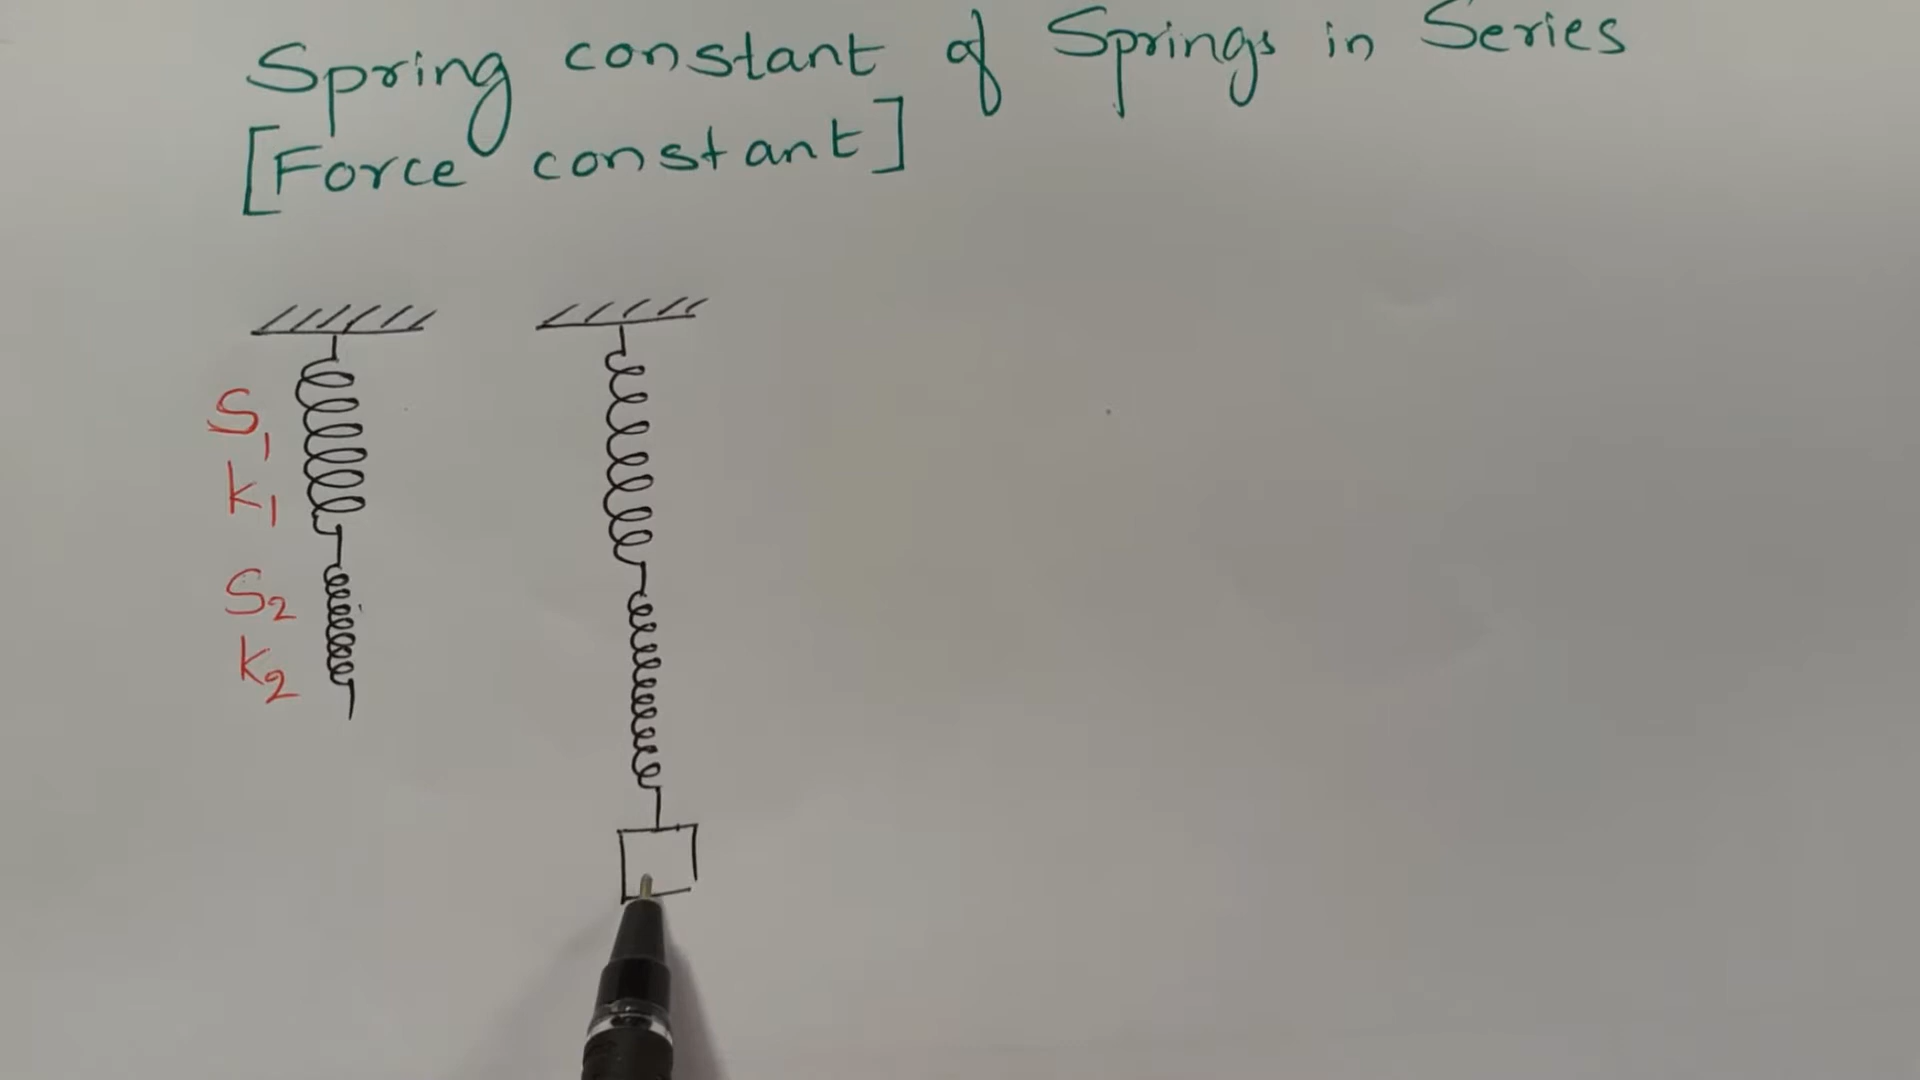 Spring constant of Springs in Series
[Force constant]
S1
k1
S2
k2